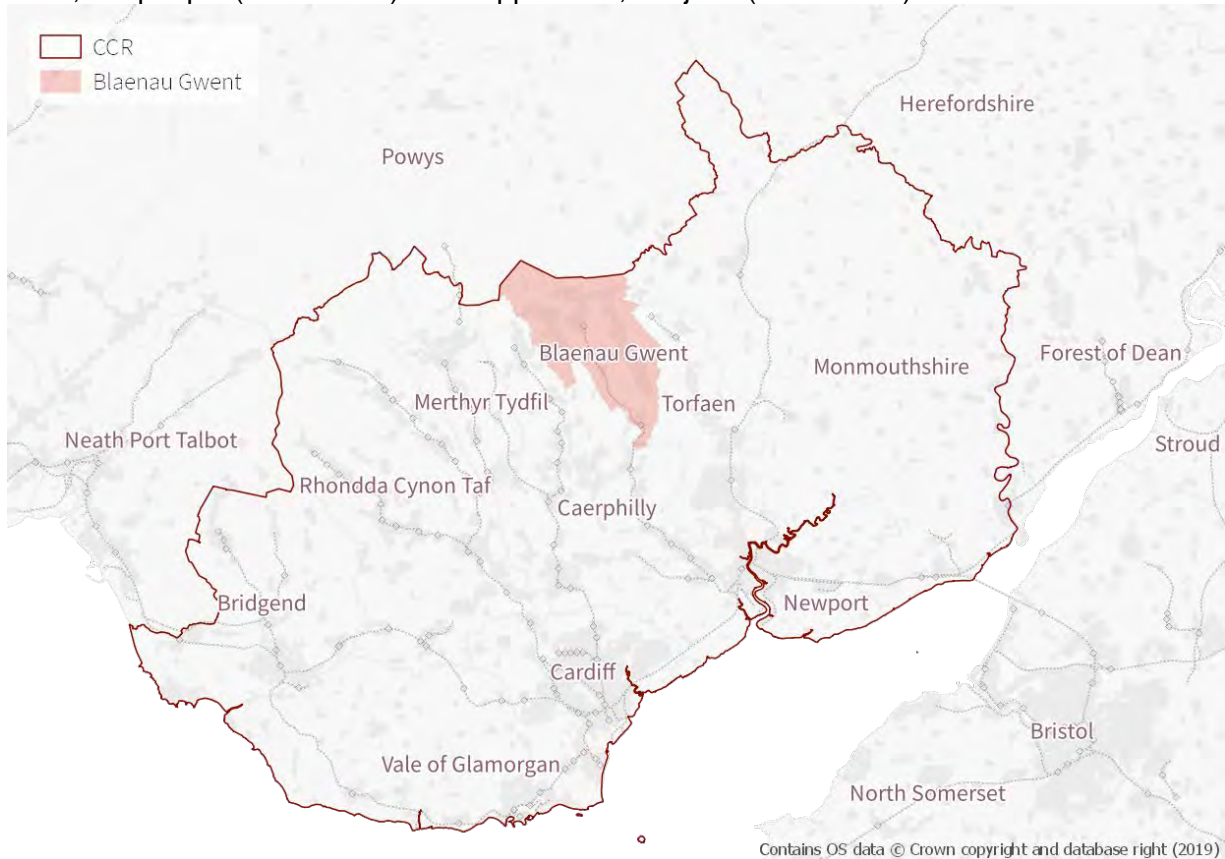 CCR
Blaenau Gwent
Herefordshire
Powys
Blaenau Gwent
Forest of Dean
Monmouthshire
Merthyr Tydfil
Torfaen
Neath Port Talbot
Stroud
Rhondda Cynon Taf
Caerphilly
Bridgend
Newport
Cardiff
Bristol
Vale of Glamorgan
North Somerset
Contains OS data © Crown copyright and database right (2019)